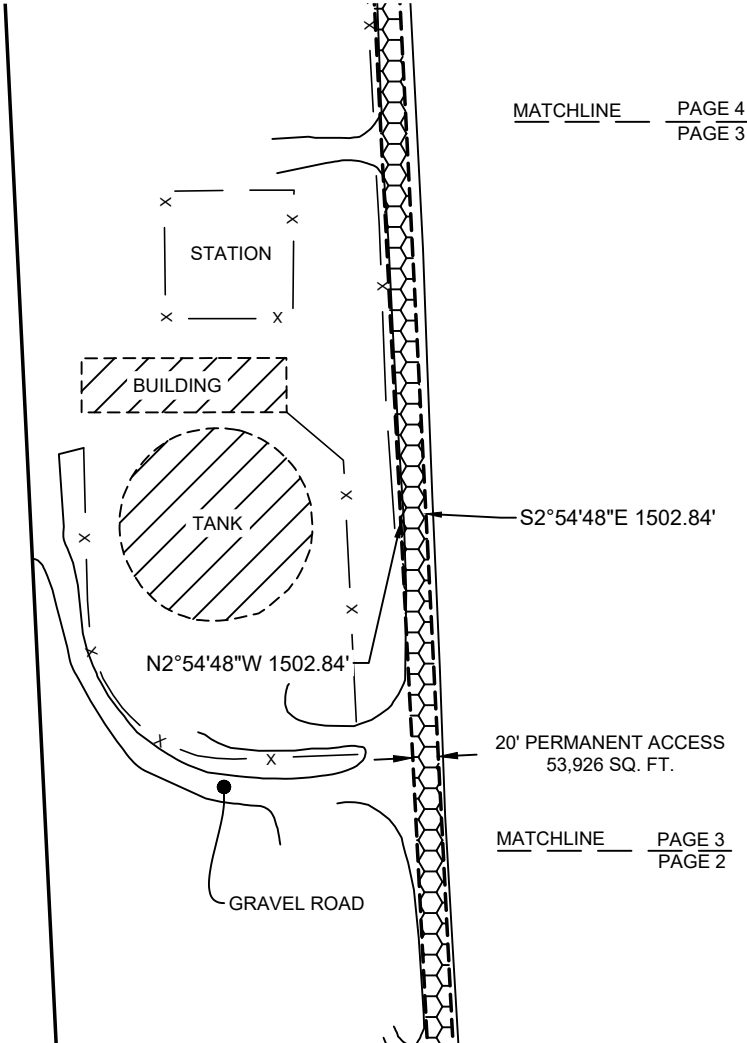 MATCHLINE PAGE 4
PAGE 3
X
X
X
STATION
X
X
X
BUILDING
X
S2°54'48"E 1502.84'
TANK
X
X
X
N2°54'48"W 1502.84'
X
20' PERMANENT ACCESS
X
53,926 SQ. FT.
MATCHLINE PAGE 3
PAGE 2
GRAVEL ROAD